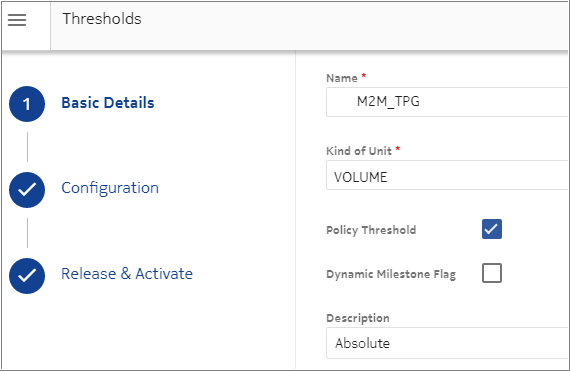 Thresholds
1 Basic Details
Configuration
Release & Activate
Name *
M2M_TPG
Kind of Unit *
VOLUME
Policy Threshold
Dynamic Milestone Flag
Description
Absolute